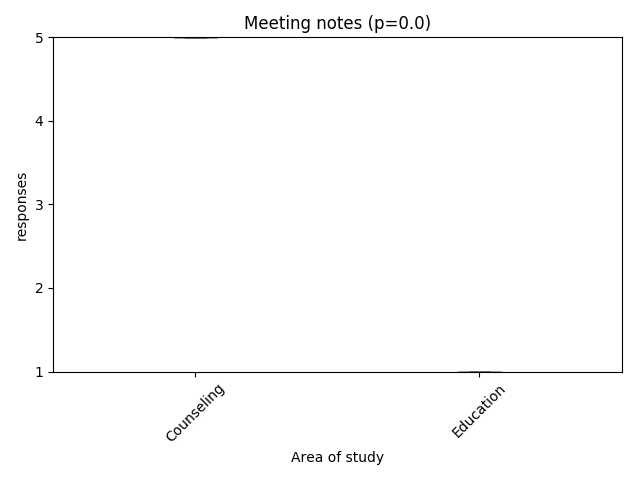 Meeting notes (p=0.0)
5
4
3
2
1
responses
Counseling
Education
Area of study